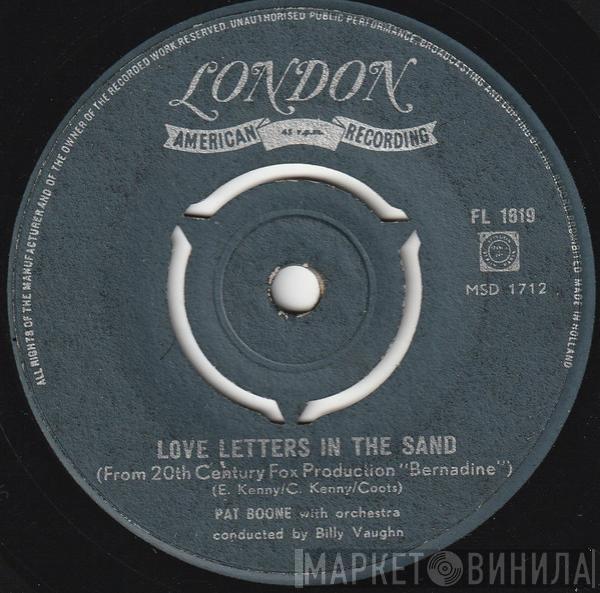 ALL RIGHTS OF THE MANUFACTURER AND OF THE OWNER OF THE RECORDED WORK RESERVED. UNAUTHORISED PUBLIC PERFORMANCE, BROADCASTING AND COPYING OF THIS RECORD PROHIBITED MADE IN HOLLAND
LONDON
AMERICAN 45 r.p.m. RECORDING
FL 1619
MSD 1712
LOVE LETTERS IN THE SAND
(From 20th Century Fox Production "Bernadine")
(E. Kenny/C. Kenny/Coots)
PAT BOONE with orchestra
conducted by Billy Vaughn
МАРКЕТ ВИНИЛА